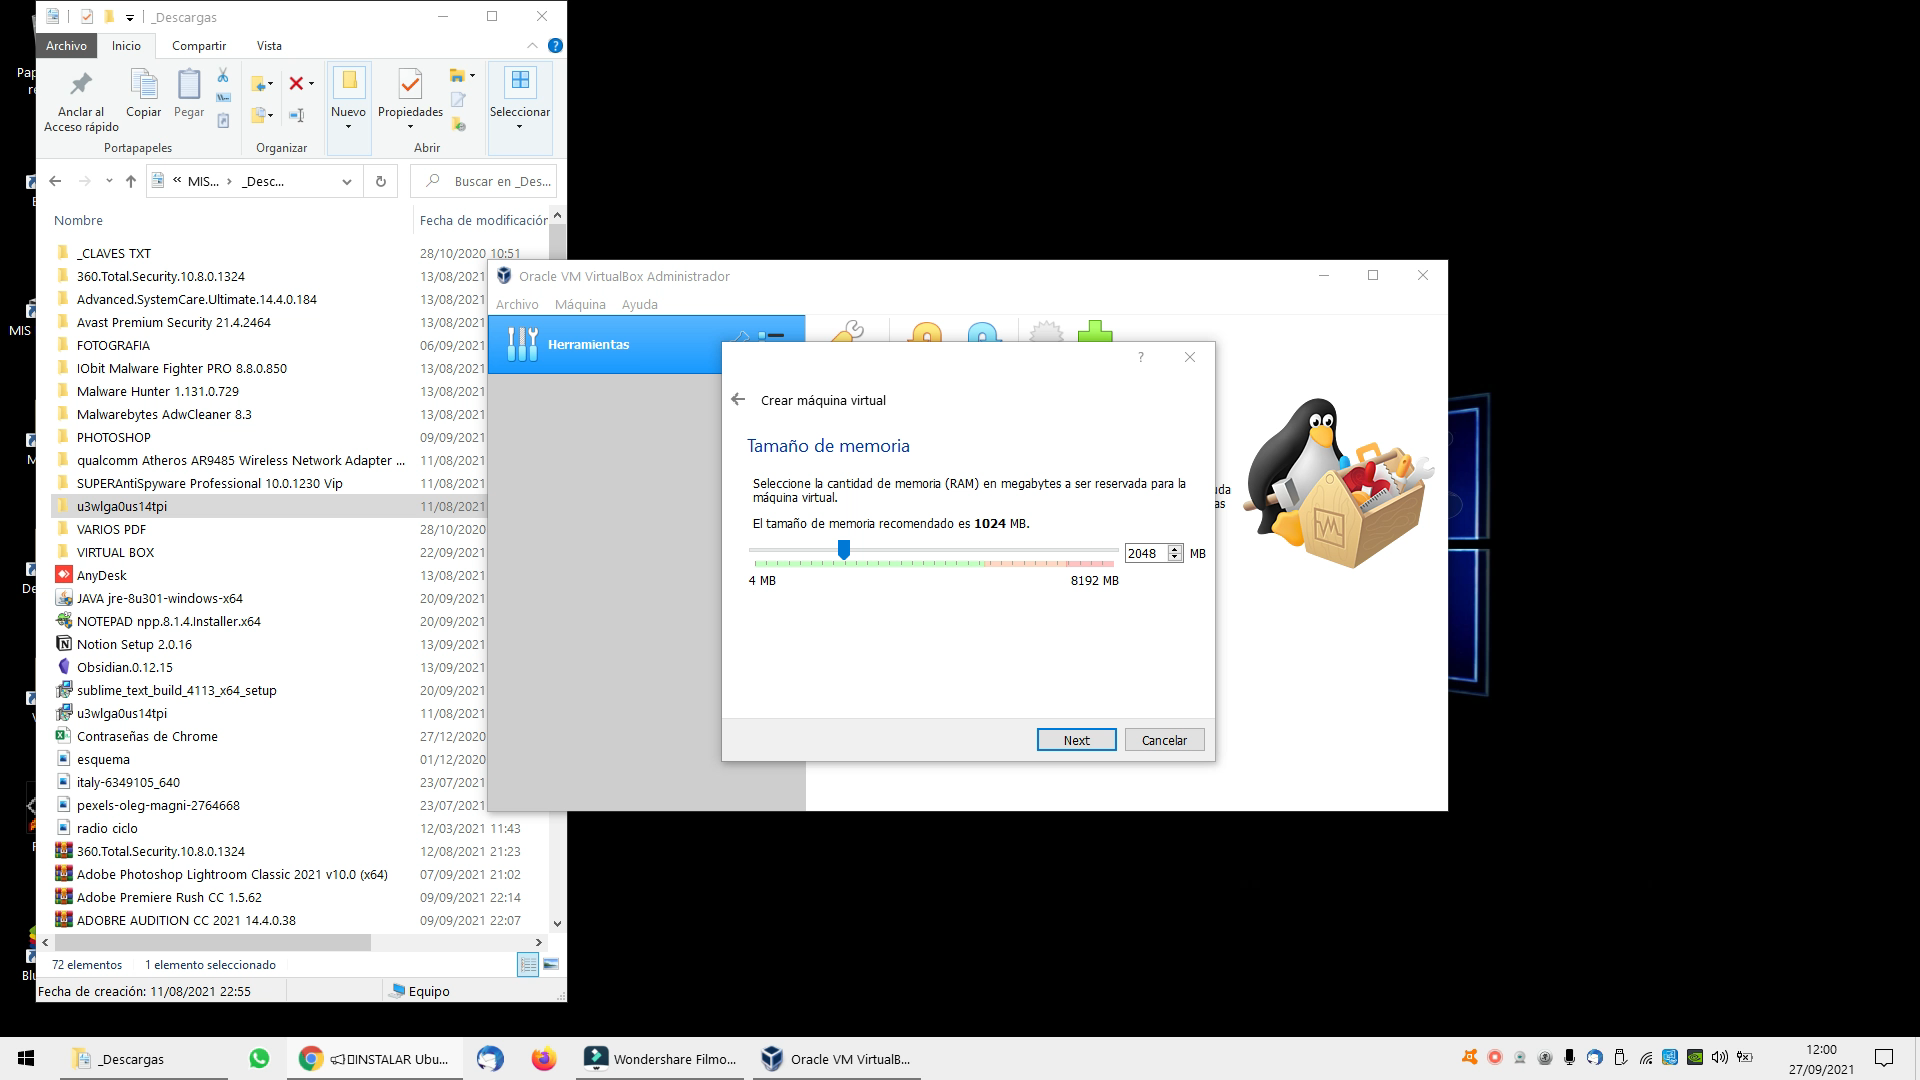 _Descargas
Archivo
Inicio
Compartir
Vista
Anclar al
Acceso rápido
Copiar
Pegar
Nuevo
Propiedades
Seleccionar
Portapapeles
Organizar
Abrir
« MIS... › _Desc...
Buscar en _Des...
Nombre
Fecha de modificación
_CLAVES TXT 28/10/2020 10:51
360.Total.Security.10.8.0.1324 13/08/2021
Advanced.SystemCare.Ultimate.14.4.0.184 13/08/2021
Avast Premium Security 21.4.2464 13/08/2021
FOTOGRAFIA 06/09/2021
IObit Malware Fighter PRO 8.8.0.850 13/08/2021
Malware Hunter 1.131.0.729 13/08/2021
Malwarebytes AdwCleaner 8.3 13/08/2021
PHOTOSHOP 09/09/2021
qualcomm Atheros AR9485 Wireless Network Adapter ... 11/08/2021
SUPERAntiSpyware Professional 10.0.1230 Vip 11/08/2021
u3wlga0us14tpi 11/08/2021
VARIOS PDF 28/10/2020
VIRTUAL BOX 22/09/2021
AnyDesk 13/08/2021
JAVA jre-8u301-windows-x64 20/09/2021
NOTEPAD npp.8.1.4.Installer.x64 20/09/2021
Notion Setup 2.0.16 13/09/2021
Obsidian.0.12.15 13/09/2021
sublime_text_build_4113_x64_setup 20/09/2021
u3wlga0us14tpi 11/08/2021
Contraseñas de Chrome 27/12/2020
esquema 01/12/2020
italy-6349105_640 23/07/2021
pexels-oleg-magni-2764668 23/07/2021
radio ciclo 12/03/2021 11:43
360.Total.Security.10.8.0.1324 12/08/2021 21:23
Adobe Photoshop Lightroom Classic 2021 v10.0 (x64) 07/09/2021 21:02
Adobe Premiere Rush CC 1.5.62 09/09/2021 22:14
ADOBRE AUDITION CC 2021 14.4.0.38 09/09/2021 22:07
72 elementos 1 elemento seleccionado
Fecha de creación: 11/08/2021 22:55 Equipo
Oracle VM VirtualBox Administrador
Archivo Máquina Ayuda
Herramientas
? 
Crear máquina virtual
Tamaño de memoria
Seleccione la cantidad de memoria (RAM) en megabytes a ser reservada para la
máquina virtual.
El tamaño de memoria recomendado es 1024 MB.
2048 MB
4 MB 8192 MB
Next Cancelar
MIS
_Descargas
INSTALAR Ubu...
Wondershare Filmo...
Oracle VM VirtualB...
12:00
27/09/2021